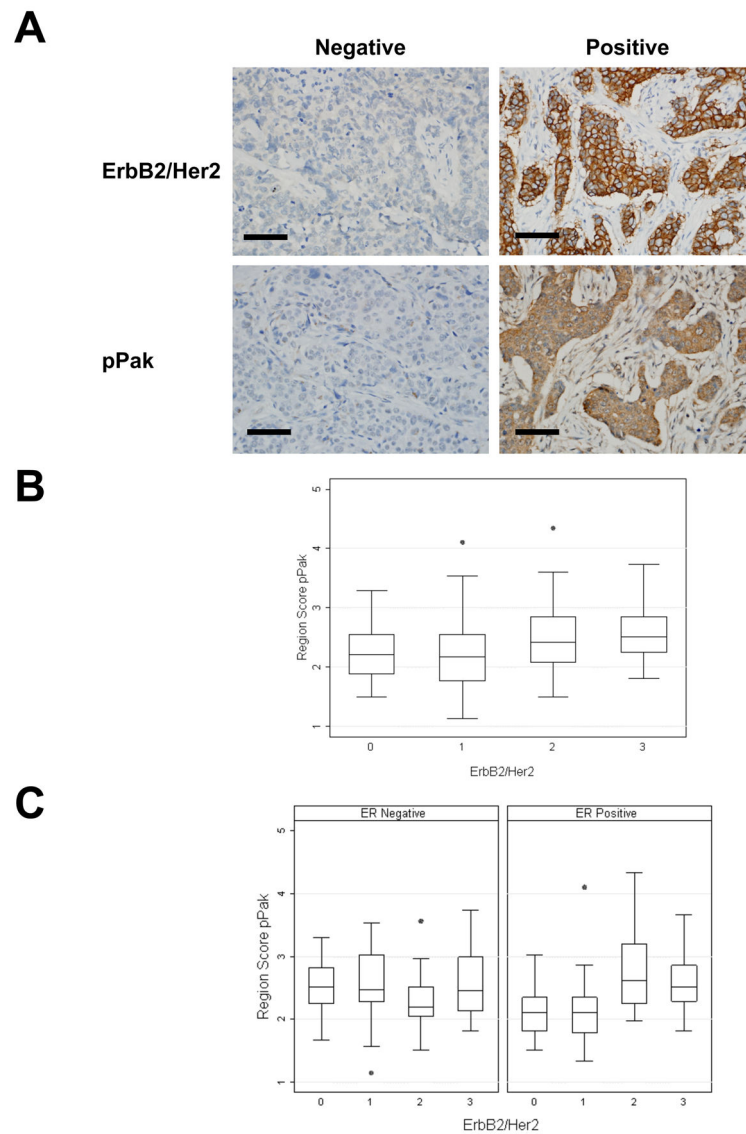 A
Negative Positive
ErbB2/Her2
pPak
B
5
4
3
2
1
Region Score pPak
0 1 2 3
ErbB2/Her2
C
ER Negative ER Positive
5
4
3
2
1
Region Score pPak
0 1 2 3 0 1 2 3
ErbB2/Her2